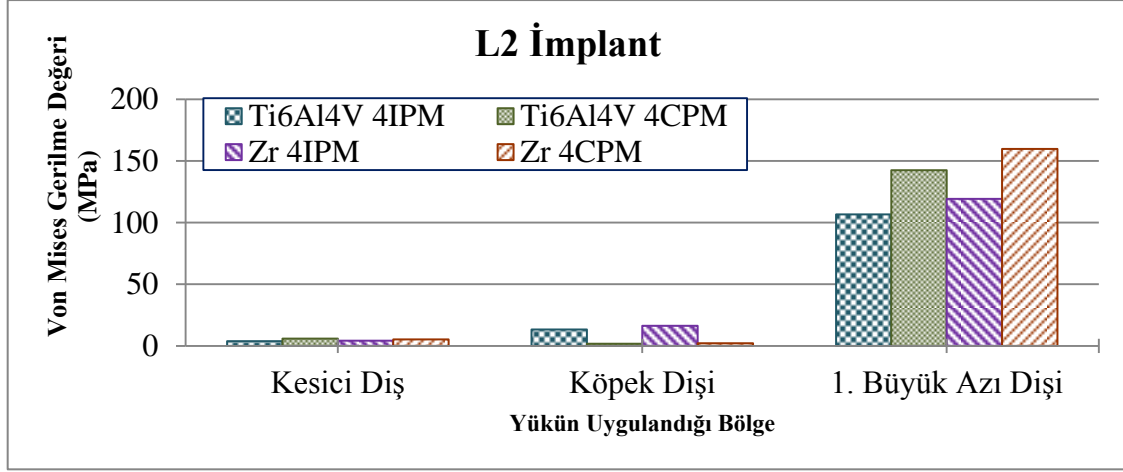 L2 İmplant
Von Mises Gerilme Değeri
(MPa)
200
150
100
50
0
Ti6Al4V 4IPM
Ti6Al4V 4CPM
Zr 4IPM
Zr 4CPM
Kesici Diş
Köpek Dişi
1. Büyük Azı Dişi
Yükün Uygulandığı Bölge